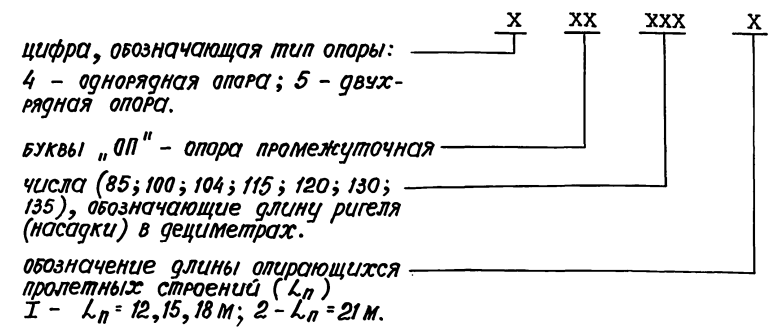 X XX XXX X
цифра, обозначающая тип опоры:
4 - однорядная опора; 5 - двух-
рядная опора.
буквы „ОП" - опора промежуточная
числа (85; 100; 104; 115; 120; 130;
135), обозначающие длину ригеля
(насадки) в дециметрах.
обозначение длины опирающихся
пролетных строений (Lп)
I - Lп = 12, 15, 18 м; 2 - Lп = 21 м.